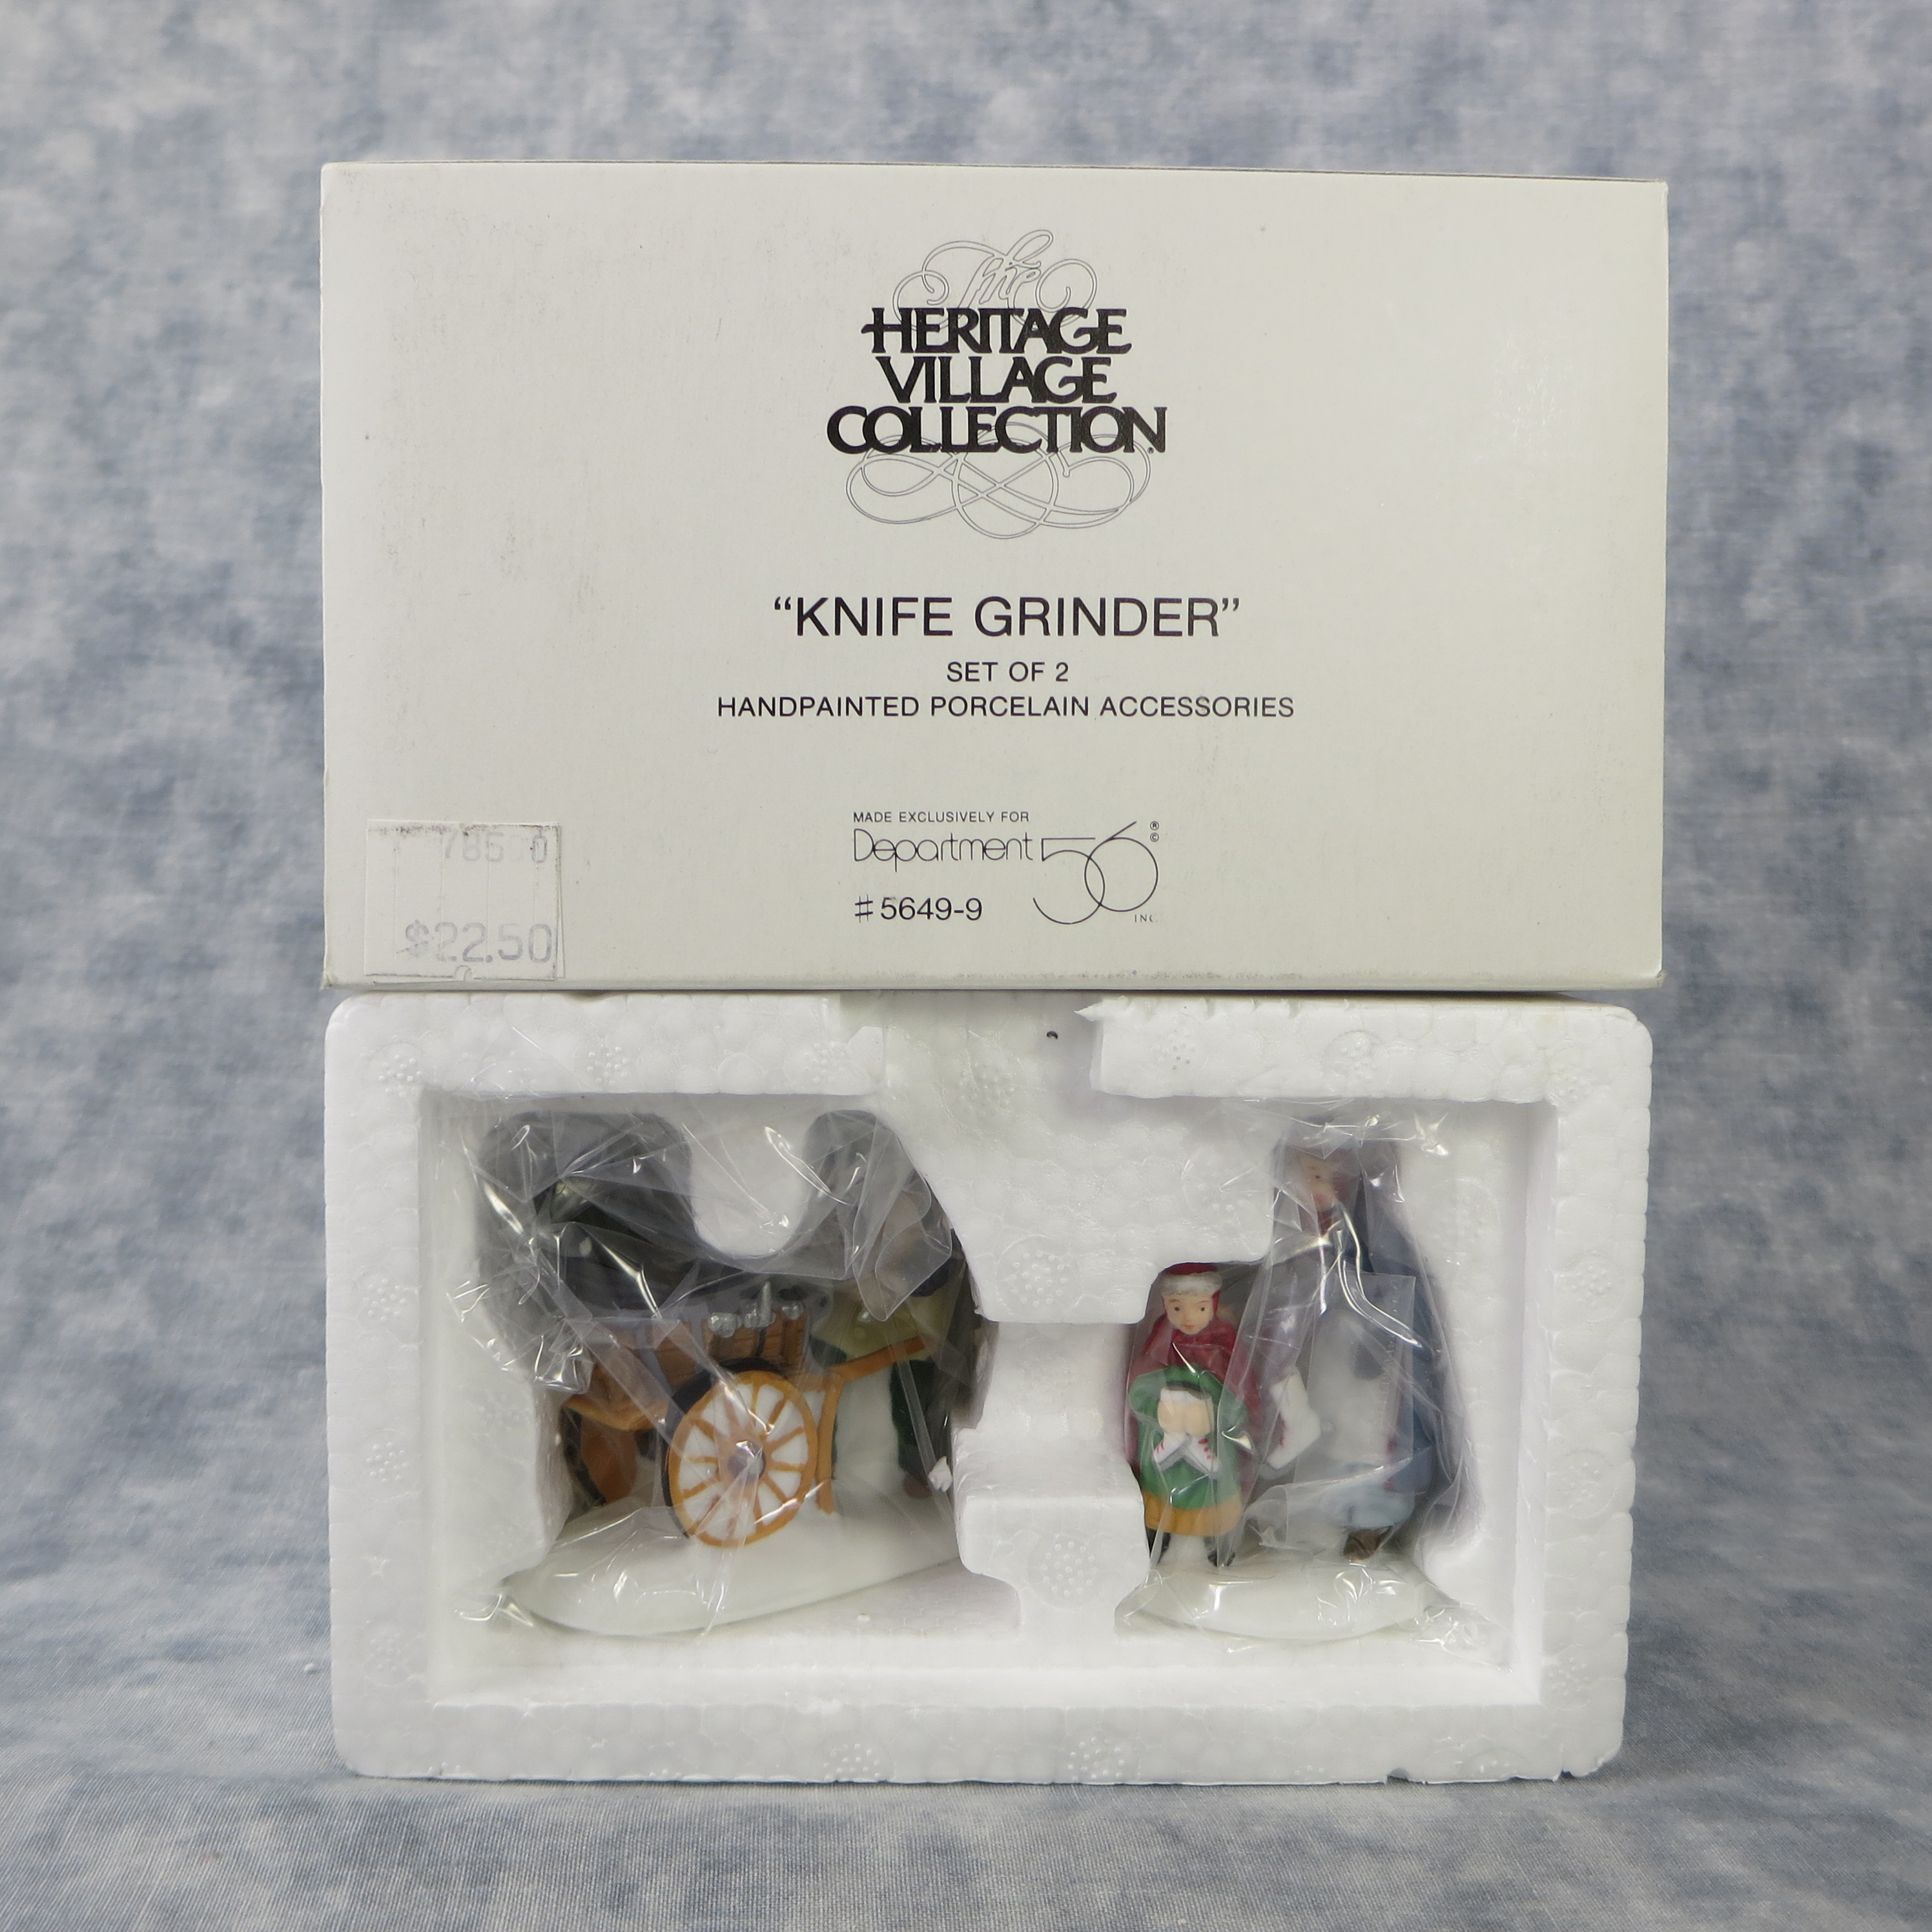 The
HERITAGE
VILLAGE
COLLECTION
“KNIFE GRINDER”
SET OF 2
HANDPAINTED PORCELAIN ACCESSORIES
MADE EXCLUSIVELY FOR
Department 56 ® ©
INC.
# 5649-9
$22.50